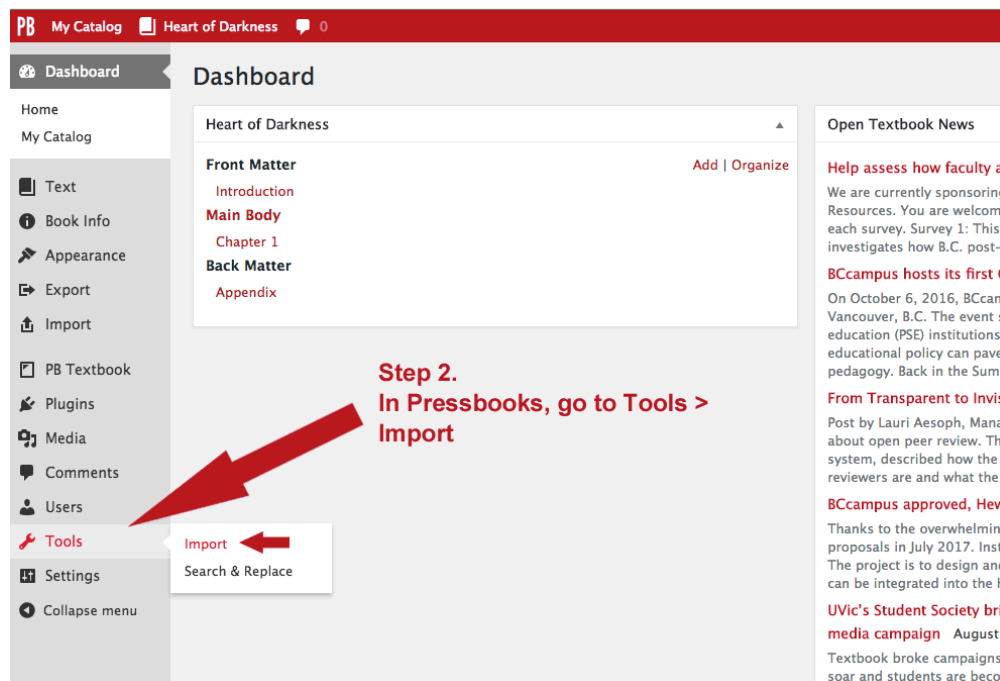 PB My Catalog Heart of Darkness 0
Dashboard
Home
My Catalog
Text
Book Info
Appearance
Export
Import
PB Textbook
Plugins
Media
Comments
Users
Tools
Settings
Collapse menu
Import
Search & Replace
Dashboard
Heart of Darkness
Front Matter Add | Organize
Introduction
Main Body
Chapter 1
Back Matter
Appendix
Step 2.
In Pressbooks, go to Tools >
Import
Open Textbook News
Help assess how faculty
We are currently sponsoring
Resources. You are welcom
each survey. Survey 1: This
investigates how B.C. post-
BCcampus hosts its first
On October 6, 2016, BCcam
Vancouver, B.C. The event
education (PSE) institutions
educational policy can pave
pedagogy. Back in the Sum
From Transparent to Invis
Post by Lauri Aesoph, Mana
about open peer review. Th
system, described how the
reviewers are and what the
BCcampus approved, Hew
Thanks to the overwhelmin
proposals in July 2017. Inst
The project is to design and
can be integrated into the
UVic's Student Society bri
media campaign August
Textbook broke campaigns
soar and students are beco